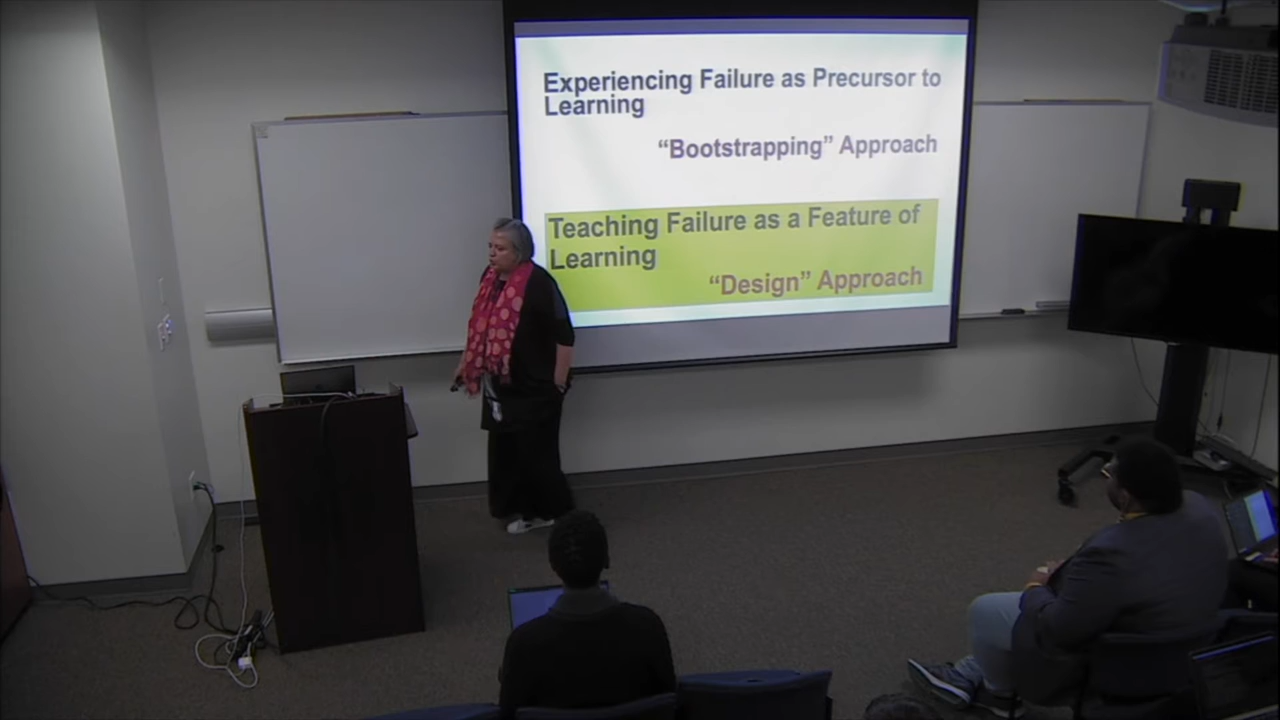 Experiencing Failure as Precursor to
Learning
“Bootstrapping” Approach
Teaching Failure as a Feature of
Learning
“Design” Approach